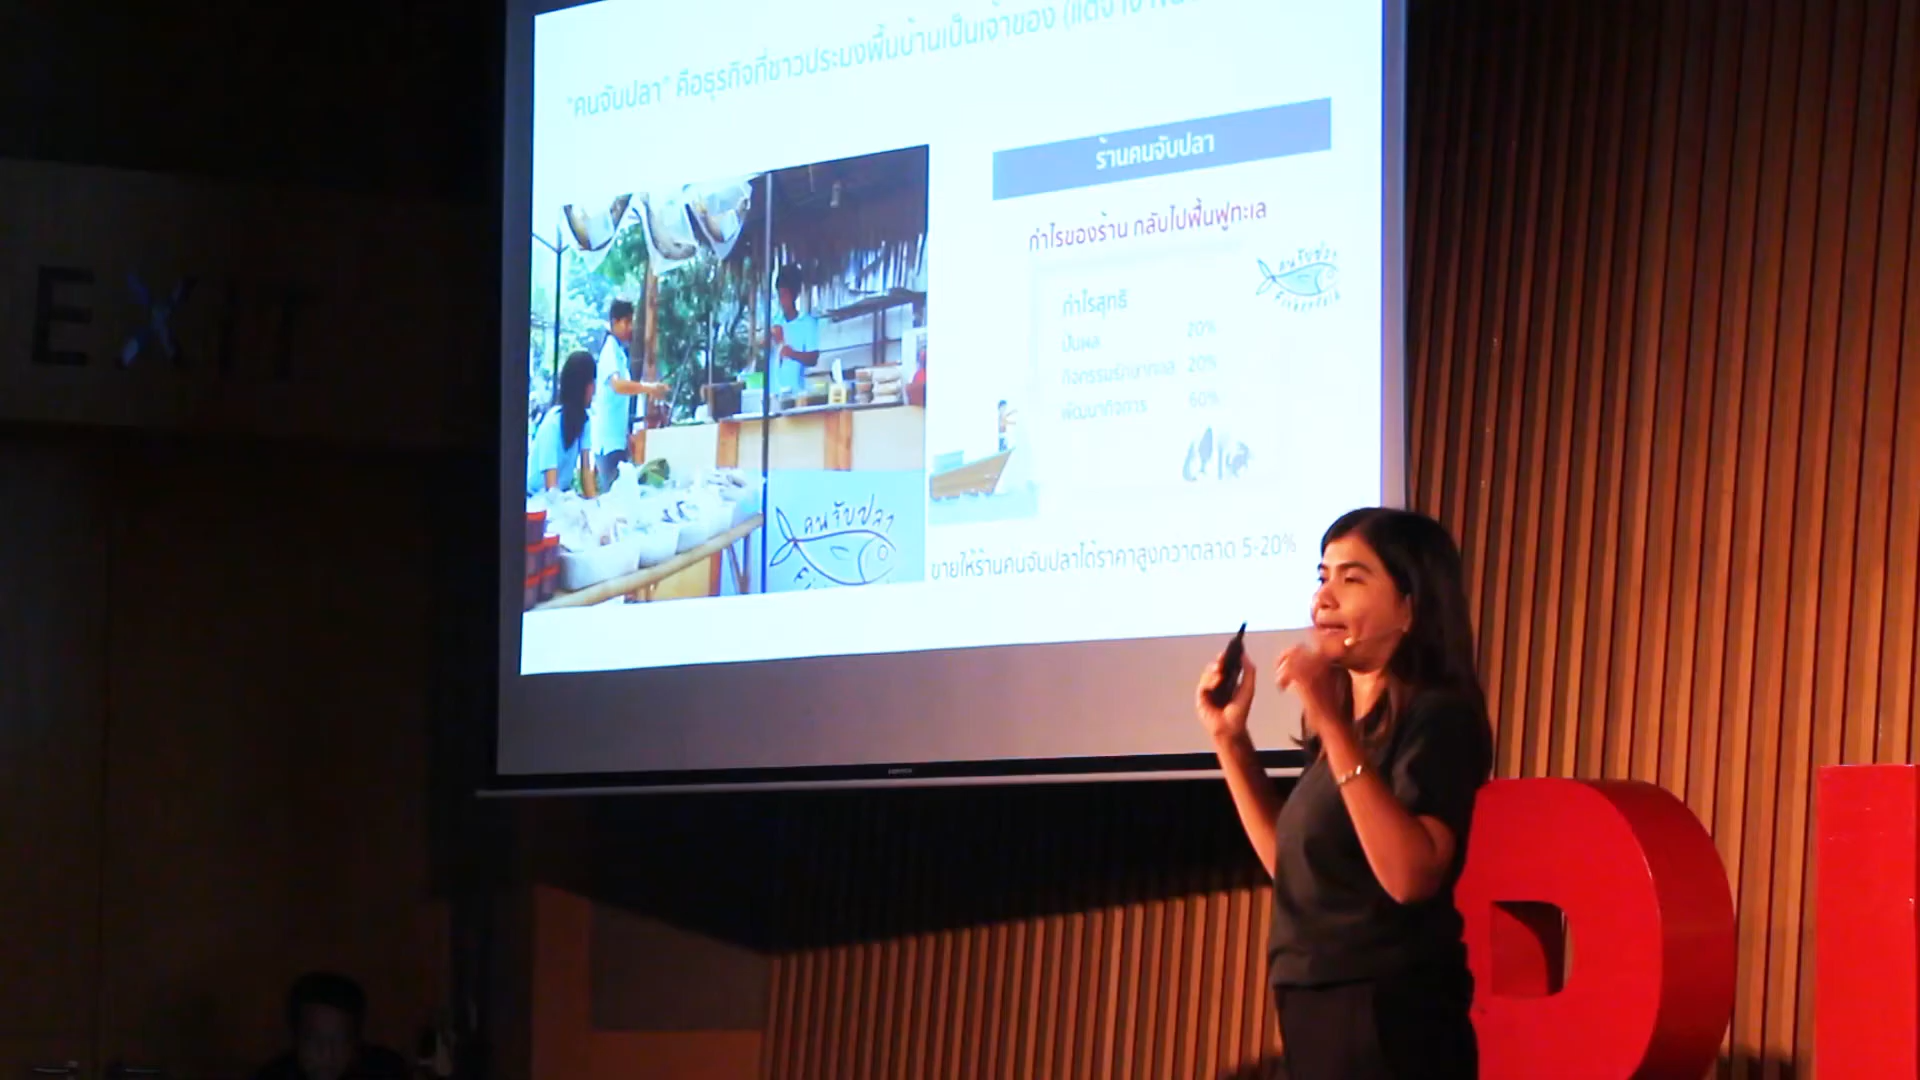 "คนจับปลา" คือธุรกิจที่ชาวประมงพื้นบ้านเป็นเจ้าของ
ร้านคนจับปลา
กำไรของร้าน กลับไปฟื้นฟูทะเล
คนจับปลา
กำไรสุทธิ
ปันผล 20%
กิจกรรมรักษาทะเล 20%
พัฒนากิจการ 60%
คนจับปลา
ขายให้ร้านคนจับปลาได้ราคาสูงกว่าตลาด 5-20%
EXIT